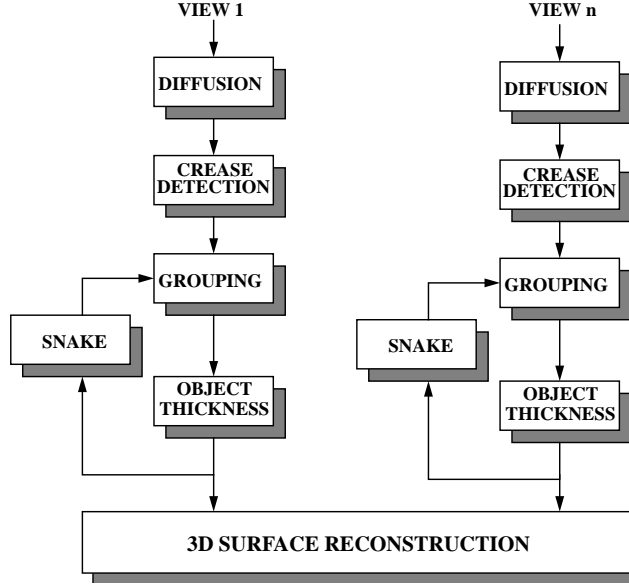 VIEW 1
DIFFUSION
CREASE
DETECTION
GROUPING
SNAKE
OBJECT
THICKNESS
VIEW n
DIFFUSION
CREASE
DETECTION
GROUPING
SNAKE
OBJECT
THICKNESS
3D SURFACE RECONSTRUCTION